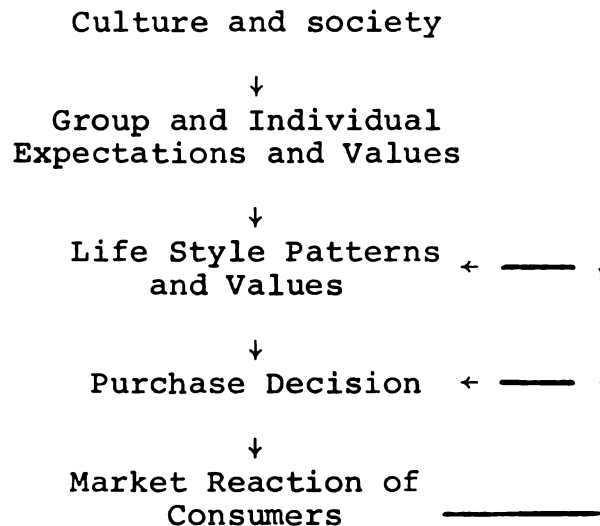 Culture and society
↓
Group and Individual
Expectations and Values
↓
Life Style Patterns
and Values
↓
Purchase Decision
↓
Market Reaction of
Consumers